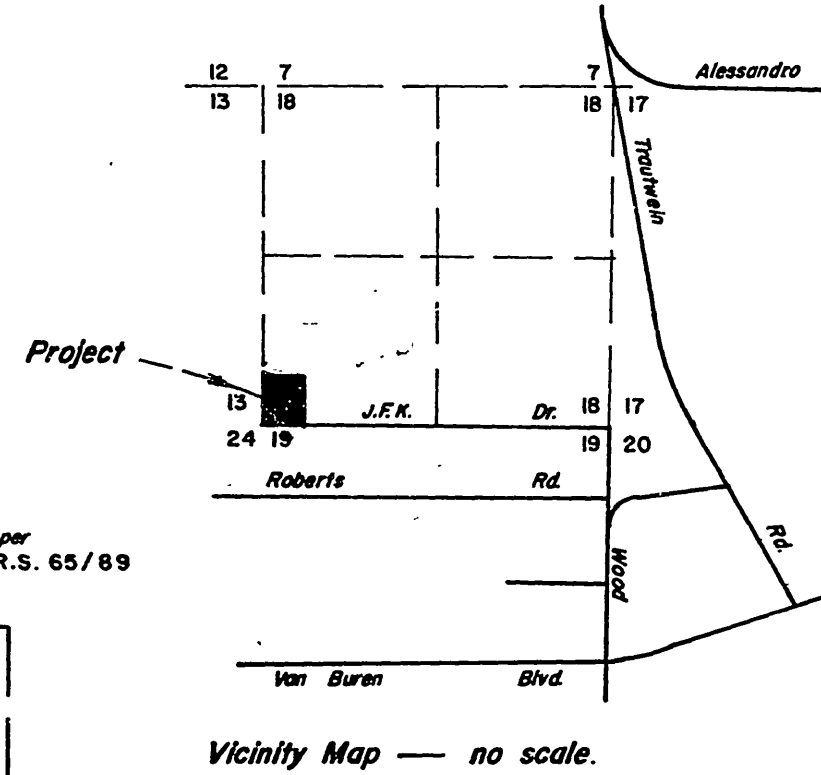 12 7 7 Alessandro
13 18 18 17
Trautwein
Project
13 J.F.K. Dr. 18 17
24 19 19 20
Roberts Rd.
per
R.S. 65/89
Rd.
Wood
Van Buren Blvd.
Vicinity Map — no scale.